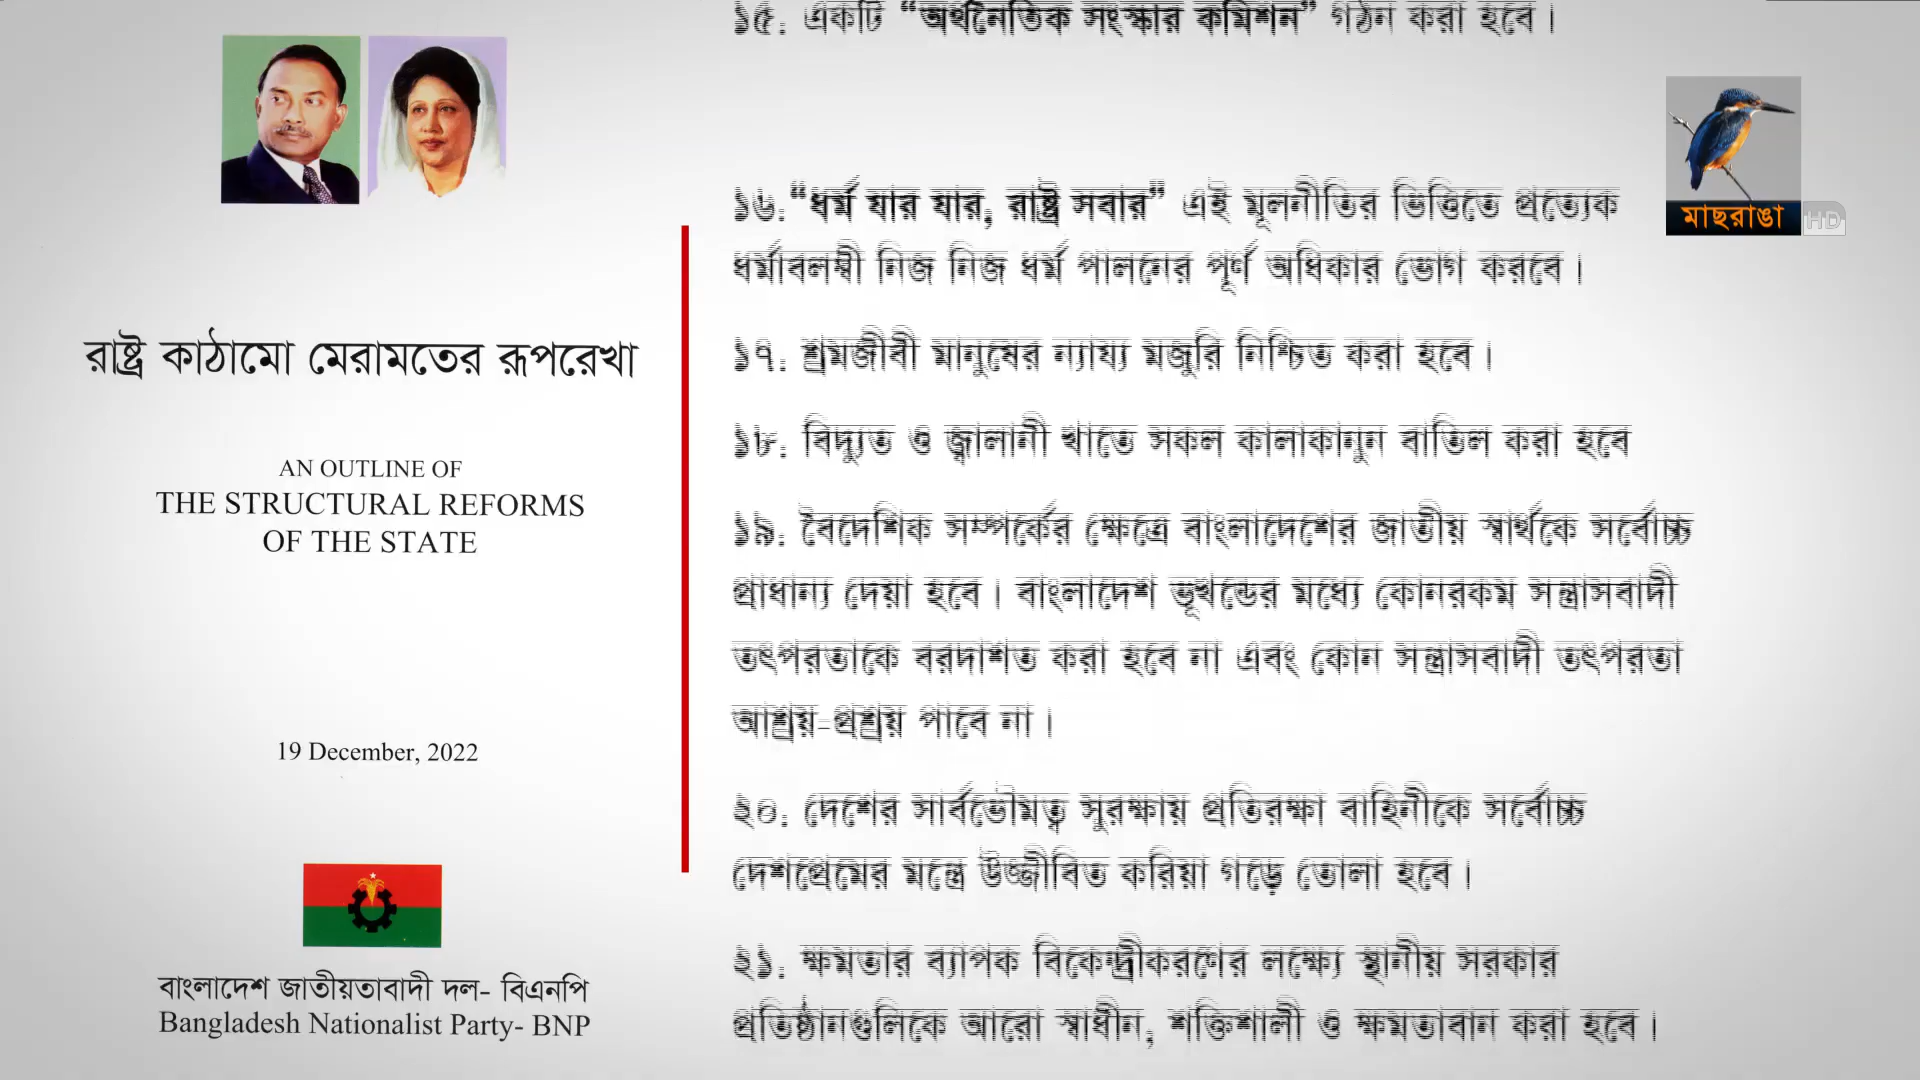 রাষ্ট্র কাঠামো মেরামতের রূপরেখা
AN OUTLINE OF
THE STRUCTURAL REFORMS
OF THE STATE
19 December, 2022
বাংলাদেশ জাতীয়তাবাদী দল- বিএনপি
Bangladesh Nationalist Party- BNP
১৫. একটি “অর্থনৈতিক সংস্কার কমিশন” গঠন করা হবে।
১৬.“ধর্ম যার যার, রাষ্ট্র সবার” এই মূলনীতির ভিত্তিতে প্রত্যেক
ধর্মাবলম্বী নিজ নিজ ধর্ম পালনের পূর্ণ অধিকার ভোগ করবে।
১৭. শ্রমজীবী মানুষের ন্যায্য মজুরি নিশ্চিত করা হবে।
১৮. বিদ্যুত ও জ্বালানী খাতে সকল কালাকানুন বাতিল করা হবে
১৯. বৈদেশিক সম্পর্কের ক্ষেত্রে বাংলাদেশের জাতীয় স্বার্থকে সর্বোচ্চ
প্রাধান্য দেয়া হবে। বাংলাদেশ ভূখন্ডের মধ্যে কোনরকম সন্ত্রাসবাদী
তৎপরতাকে বরদাশত করা হবে না এবং কোন সন্ত্রাসবাদী তৎপরতা
আশ্রয়-প্রশ্রয় পাবে না।
২০. দেশের সার্বভৌমত্ব সুরক্ষায় প্রতিরক্ষা বাহিনীকে সর্বোচ্চ
দেশপ্রেমের মন্ত্রে উজ্জীবিত করিয়া গড়ে তোলা হবে।
২১. ক্ষমতার ব্যাপক বিকেন্দ্রীকরণের লক্ষ্যে স্থানীয় সরকার
প্রতিষ্ঠানগুলিকে আরো স্বাধীন, শক্তিশালী ও ক্ষমতাবান করা হবে।
মাছরাঙা HD